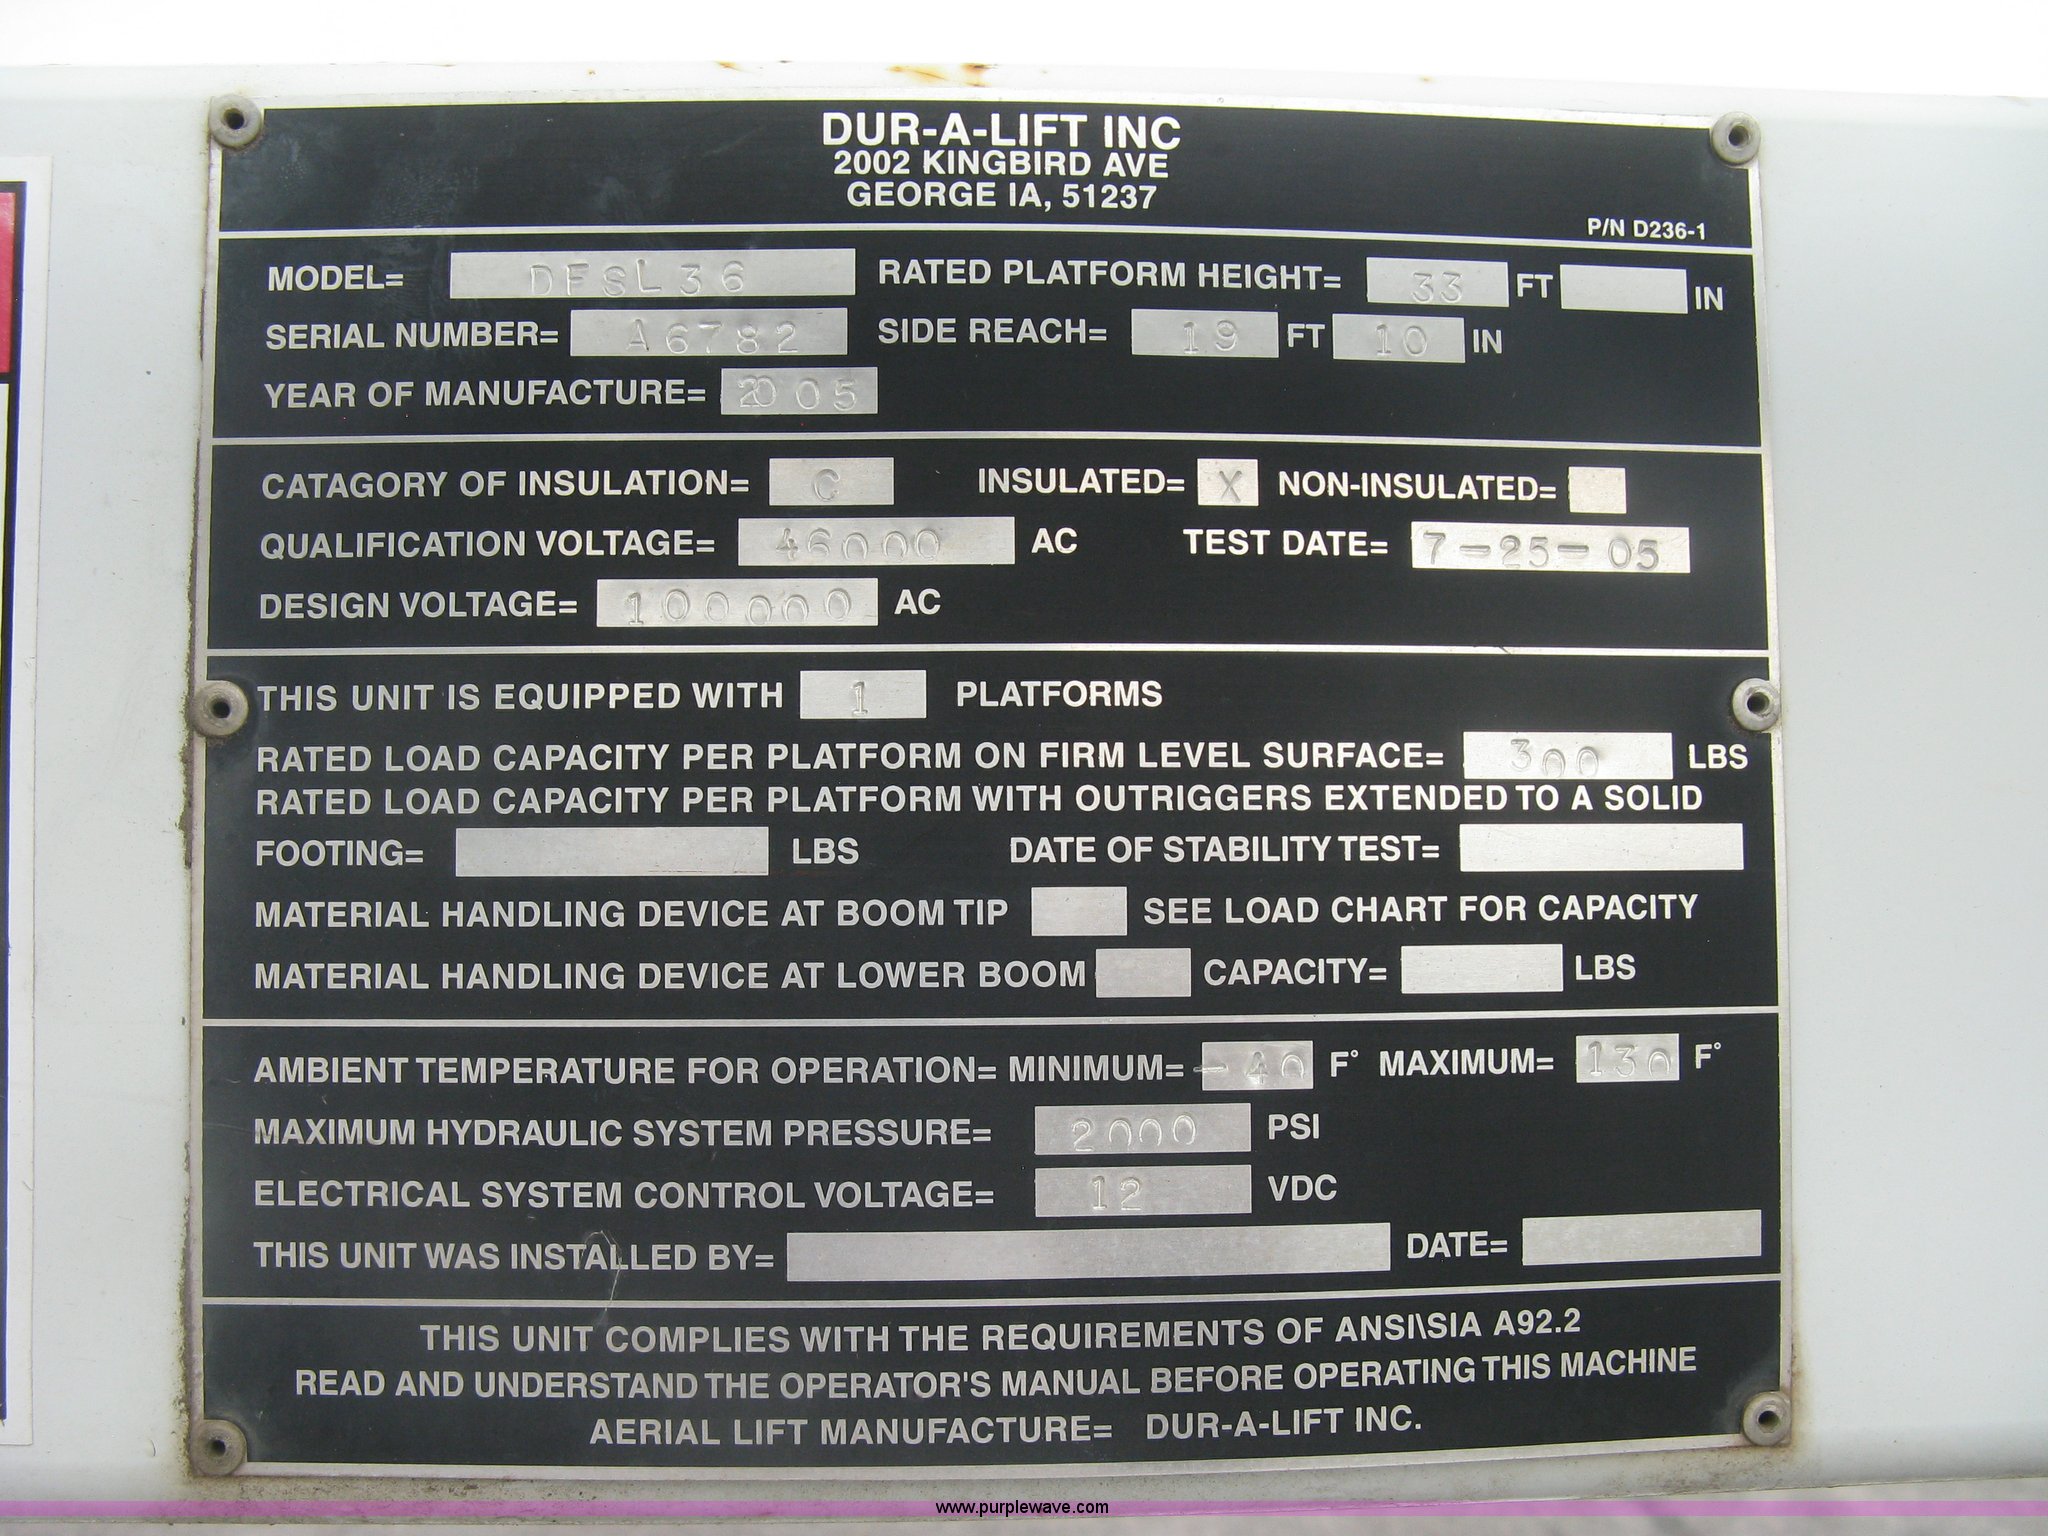 DUR-A-LIFT INC
2002 KINGBIRD AVE
GEORGE IA, 51237
P/N D236-1
MODEL= DFSL36 RATED PLATFORM HEIGHT= 33 FT IN
SERIAL NUMBER= A6782 SIDE REACH= 19 FT 10 IN
YEAR OF MANUFACTURE= 2005
CATAGORY OF INSULATION= C INSULATED= X NON-INSULATED=
QUALIFICATION VOLTAGE= 46000 AC TEST DATE= 7-25-05
DESIGN VOLTAGE= 100000 AC
THIS UNIT IS EQUIPPED WITH 1 PLATFORMS
RATED LOAD CAPACITY PER PLATFORM ON FIRM LEVEL SURFACE= 300 LBS
RATED LOAD CAPACITY PER PLATFORM WITH OUTRIGGERS EXTENDED TO A SOLID
FOOTING= LBS DATE OF STABILITY TEST=
MATERIAL HANDLING DEVICE AT BOOM TIP SEE LOAD CHART FOR CAPACITY
MATERIAL HANDLING DEVICE AT LOWER BOOM CAPACITY= LBS
AMBIENT TEMPERATURE FOR OPERATION= MINIMUM= -40 F° MAXIMUM= 130 F°
MAXIMUM HYDRAULIC SYSTEM PRESSURE= 2000 PSI
ELECTRICAL SYSTEM CONTROL VOLTAGE= 12 VDC
THIS UNIT WAS INSTALLED BY= DATE=
THIS UNIT COMPLIES WITH THE REQUIREMENTS OF ANSI\SIA A92.2
READ AND UNDERSTAND THE OPERATOR'S MANUAL BEFORE OPERATING THIS MACHINE
AERIAL LIFT MANUFACTURE= DUR-A-LIFT INC.
www.purplewave.com